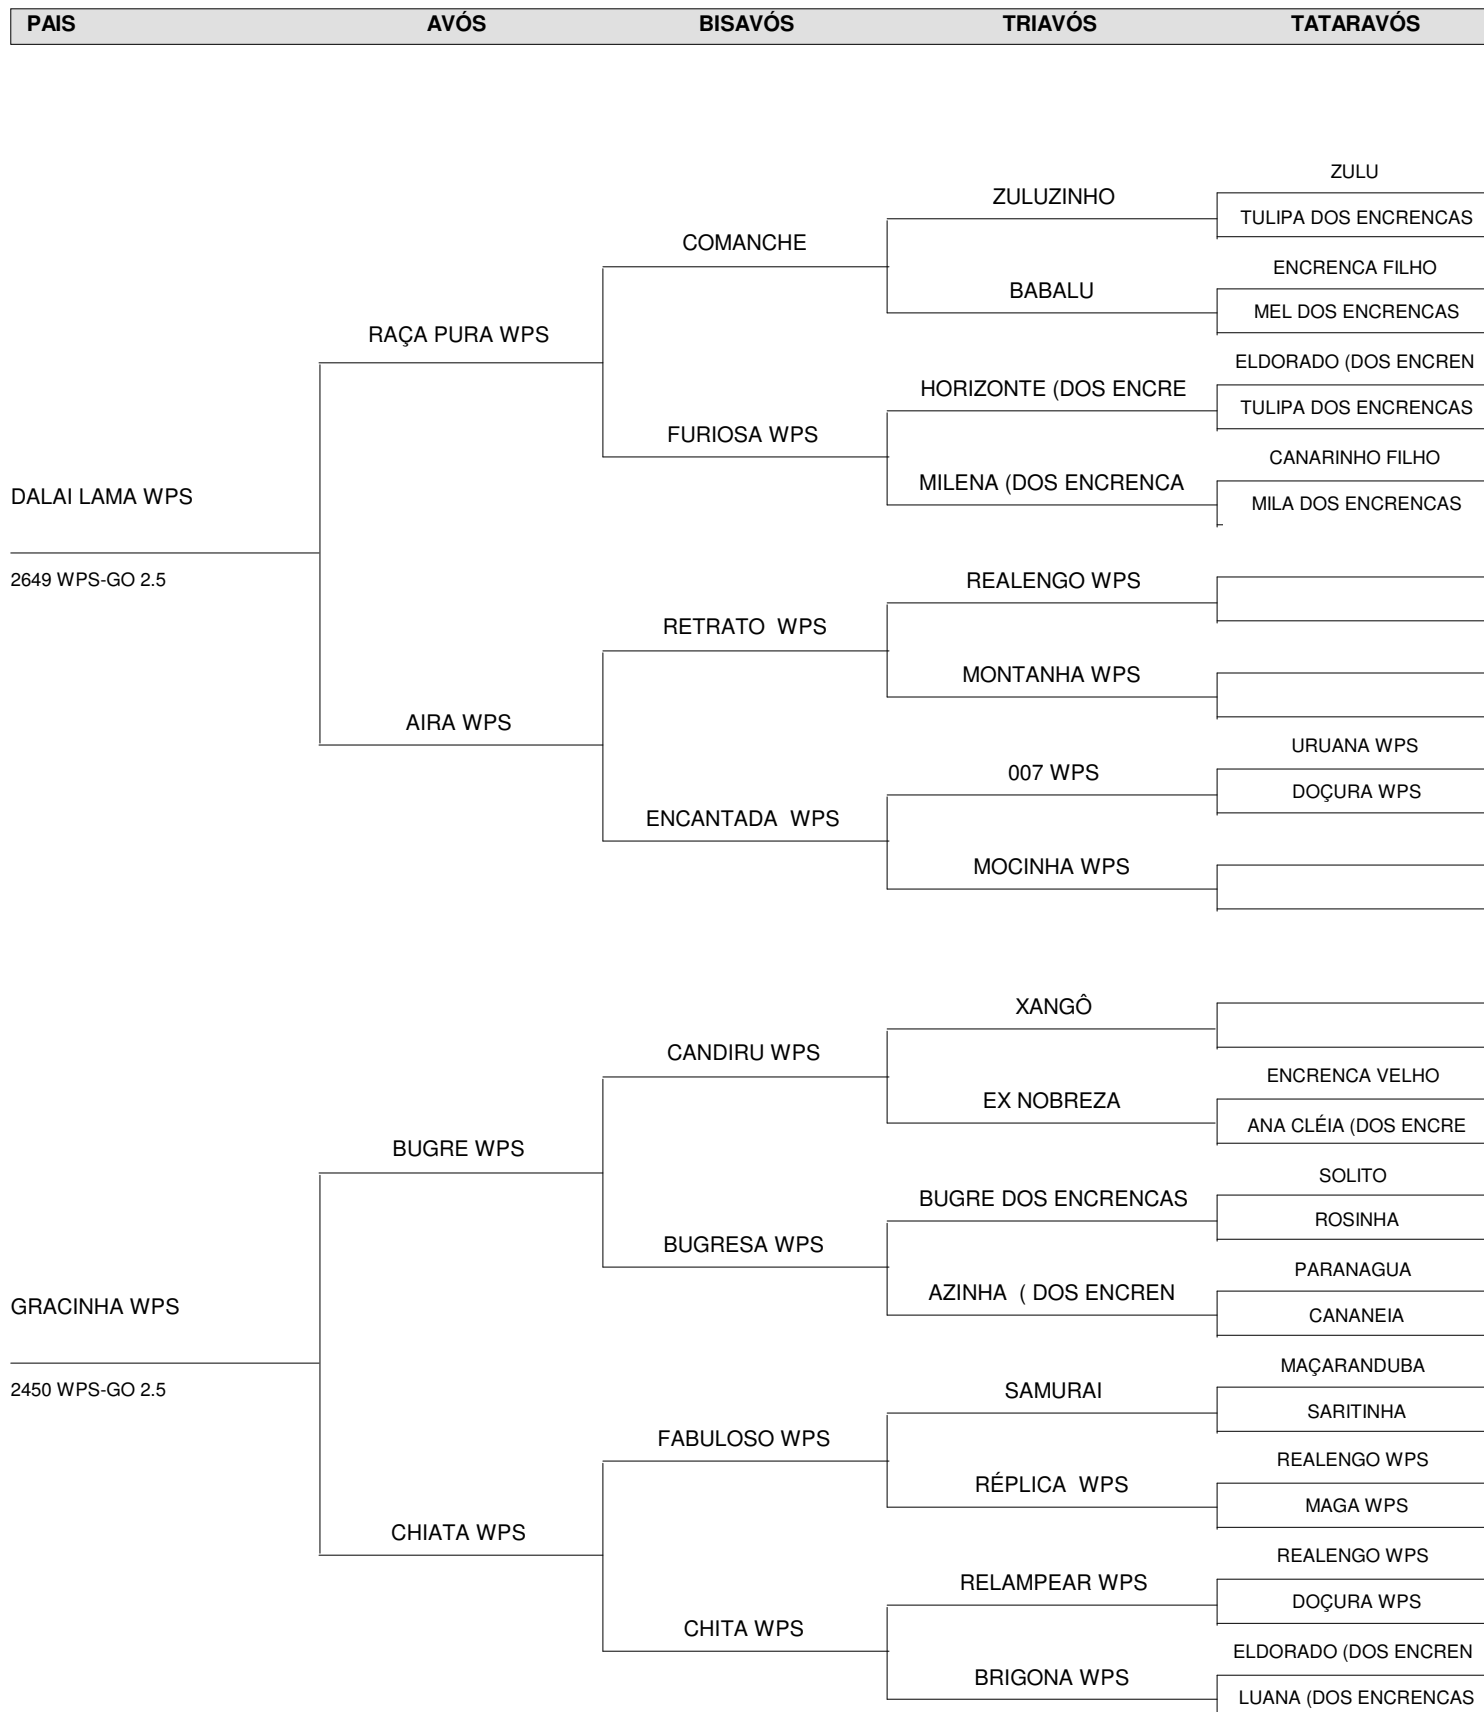 PAIS AVÓS BISAVÓS TRIAVÓS TATARAVÓS
ZULU
ZULUZINHO
TULIPA DOS ENCRENCAS
COMANCHE
ENCRENCA FILHO
BABALU
MEL DOS ENCRENCAS
RAÇA PURA WPS
ELDORADO (DOS ENCREN
HORIZONTE (DOS ENCRE
TULIPA DOS ENCRENCAS
FURIOSA WPS
CANARINHO FILHO
MILENA (DOS ENCRENCA
DALAI LAMA WPS
MILA DOS ENCRENCAS
2649 WPS-GO 2.5
REALENGO WPS
RETRATO  WPS
MONTANHA WPS
AIRA WPS
URUANA WPS
007 WPS
DOÇURA WPS
ENCANTADA  WPS
MOCINHA WPS
XANGÔ
CANDIRU WPS
ENCRENCA VELHO
EX NOBREZA
ANA CLÉIA (DOS ENCRE
BUGRE WPS
SOLITO
BUGRE DOS ENCRENCAS
ROSINHA
BUGRESA WPS
PARANAGUA
AZINHA  ( DOS ENCREN
GRACINHA WPS
CANANEIA
MAÇARANDUBA
2450 WPS-GO 2.5
SAMURAI
SARITINHA
FABULOSO WPS
REALENGO WPS
RÉPLICA  WPS
MAGA WPS
CHIATA WPS
REALENGO WPS
RELAMPEAR WPS
DOÇURA WPS
CHITA WPS
ELDORADO (DOS ENCREN
BRIGONA WPS
LUANA (DOS ENCRENCAS